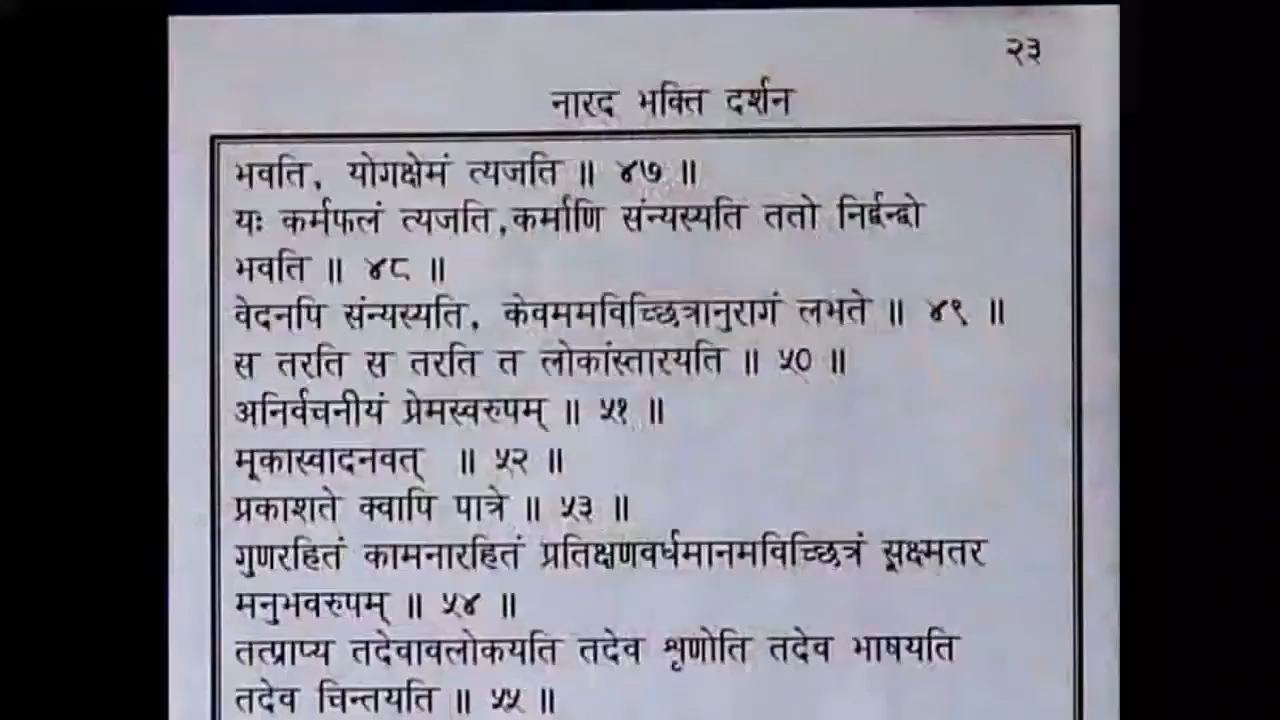 २३
नारद भक्ति दर्शन
भवति, योगक्षेमं त्यजति ॥ ४७ ॥
यः कर्मफलं त्यजति,कर्माणि संन्यस्यति ततो निर्द्वन्द्वो
भवति ॥ ४८ ॥
वेदनपि संन्यस्यति, केवममविच्छित्रानुरागं लभते ॥ ४९ ॥
स तरति स तरति त लोकांस्तारयति ॥ ५० ॥
अनिर्वचनीयं प्रेमस्वरुपम् ॥ ५१ ॥
मूकास्वादनवत् ॥ ५२ ॥
प्रकाशते क्वापि पात्रे ॥ ५३ ॥
गुणरहितं कामनारहितं प्रतिक्षणवर्धमानमविच्छित्रं सूक्ष्मतर
मनुभवरुपम् ॥ ५४ ॥
तत्प्राप्य तदेवावलोकयति तदेव श्रृणोति तदेव भाषयति
तदेव चिन्तयति ॥ ५५ ॥